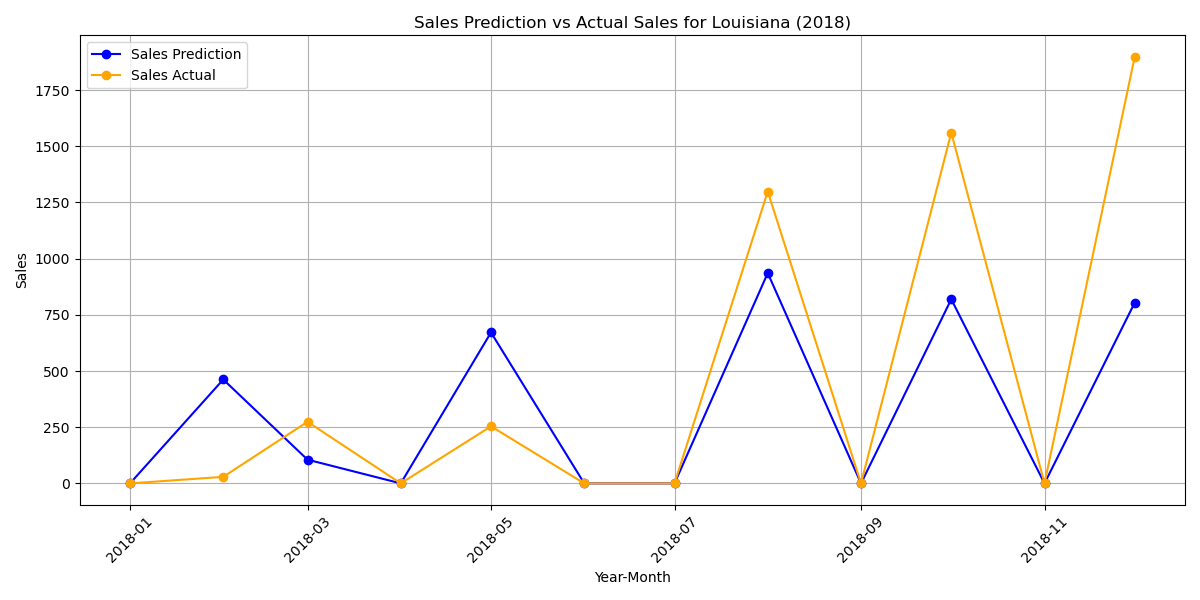 Sales Prediction vs Actual Sales for Louisiana (2018)
Sales Prediction
Sales Actual
Sales
1750
1500
1250
1000
750
500
250
0
2018-01
2018-03
2018-05
2018-07
2018-09
2018-11
Year-Month